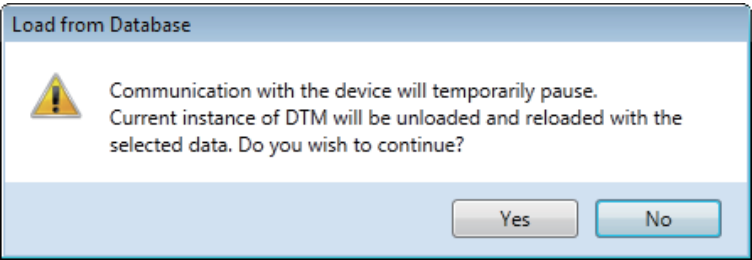 Load from Database
Communication with the device will temporarily pause.
Current instance of DTM will be unloaded and reloaded with the
selected data. Do you wish to continue?
Yes
No